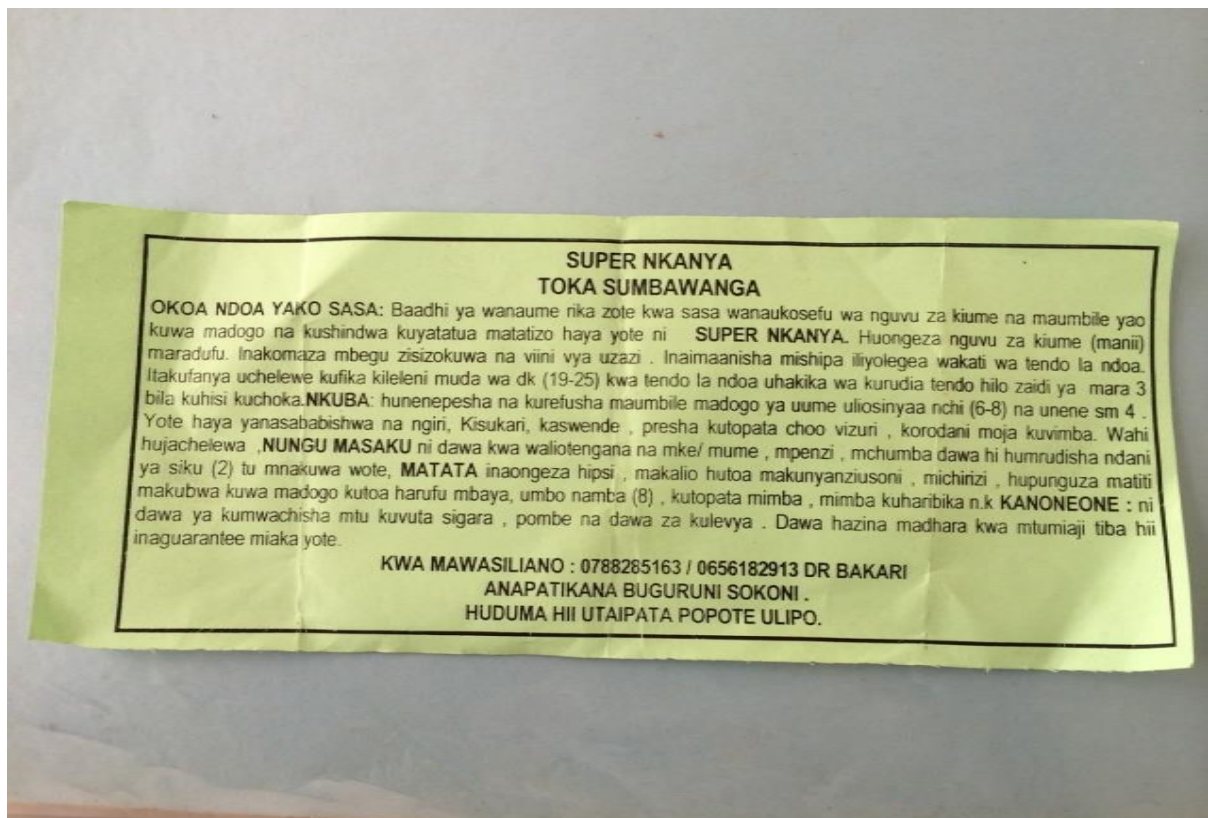 SUPER NKANYA
TOKA SUMBAWANGA
OKOA NDOA YAKO SASA: Baadhi ya wanaume rika zote kwa sasa wanaukosefu wa nguvu za kiume na maumbile yao
kuwa madogo na kushindwa kuyatatua matatizo haya yote ni SUPER NKANYA. Huongeza nguvu za kiume (manii)
maradufu. Inakomaza mbegu zisizokuwa na viini vya uzazi . Inaimaanisha mishipa iliyolegea wakati wa tendo la ndoa.
Itakufanya uchelewe kufika kileleni muda wa dk (19-25) kwa tendo la ndoa uhakika wa kurudia tendo hilo zaidi ya mara 3
bila kuhisi kuchoka.NKUBA: hunenepesha na kurefusha maumbile madogo ya uume uliosinyaa nchi (6-8) na unene sm 4 .
Yote haya yanasababishwa na ngiri, Kisukari, kaswende , presha kutopata choo vizuri , korodani moja kuvimba. Wahi
hujachelewa ,NUNGU MASAKU ni dawa kwa waliotengana na mke/ mume , mpenzi , mchumba dawa hi humrudisha ndani
ya siku (2) tu mnakuwa wote, MATATA inaongeza hipsi , makalio hutoa makunyanziusoni , michirizi , hupunguza matiti
makubwa kuwa madogo kutoa harufu mbaya, umbo namba (8) , kutopata mimba , mimba kuharibika n.k KANONEONE : ni
dawa ya kumwachisha mtu kuvuta sigara , pombe na dawa za kulevya . Dawa hazina madhara kwa mtumiaji tiba hii
inaguarantee miaka yote.
KWA MAWASILIANO : 0788285163 / 0656182913 DR BAKARI
ANAPATIKANA BUGURUNI SOKONI .
HUDUMA HII UTAIPATA POPOTE ULIPO.